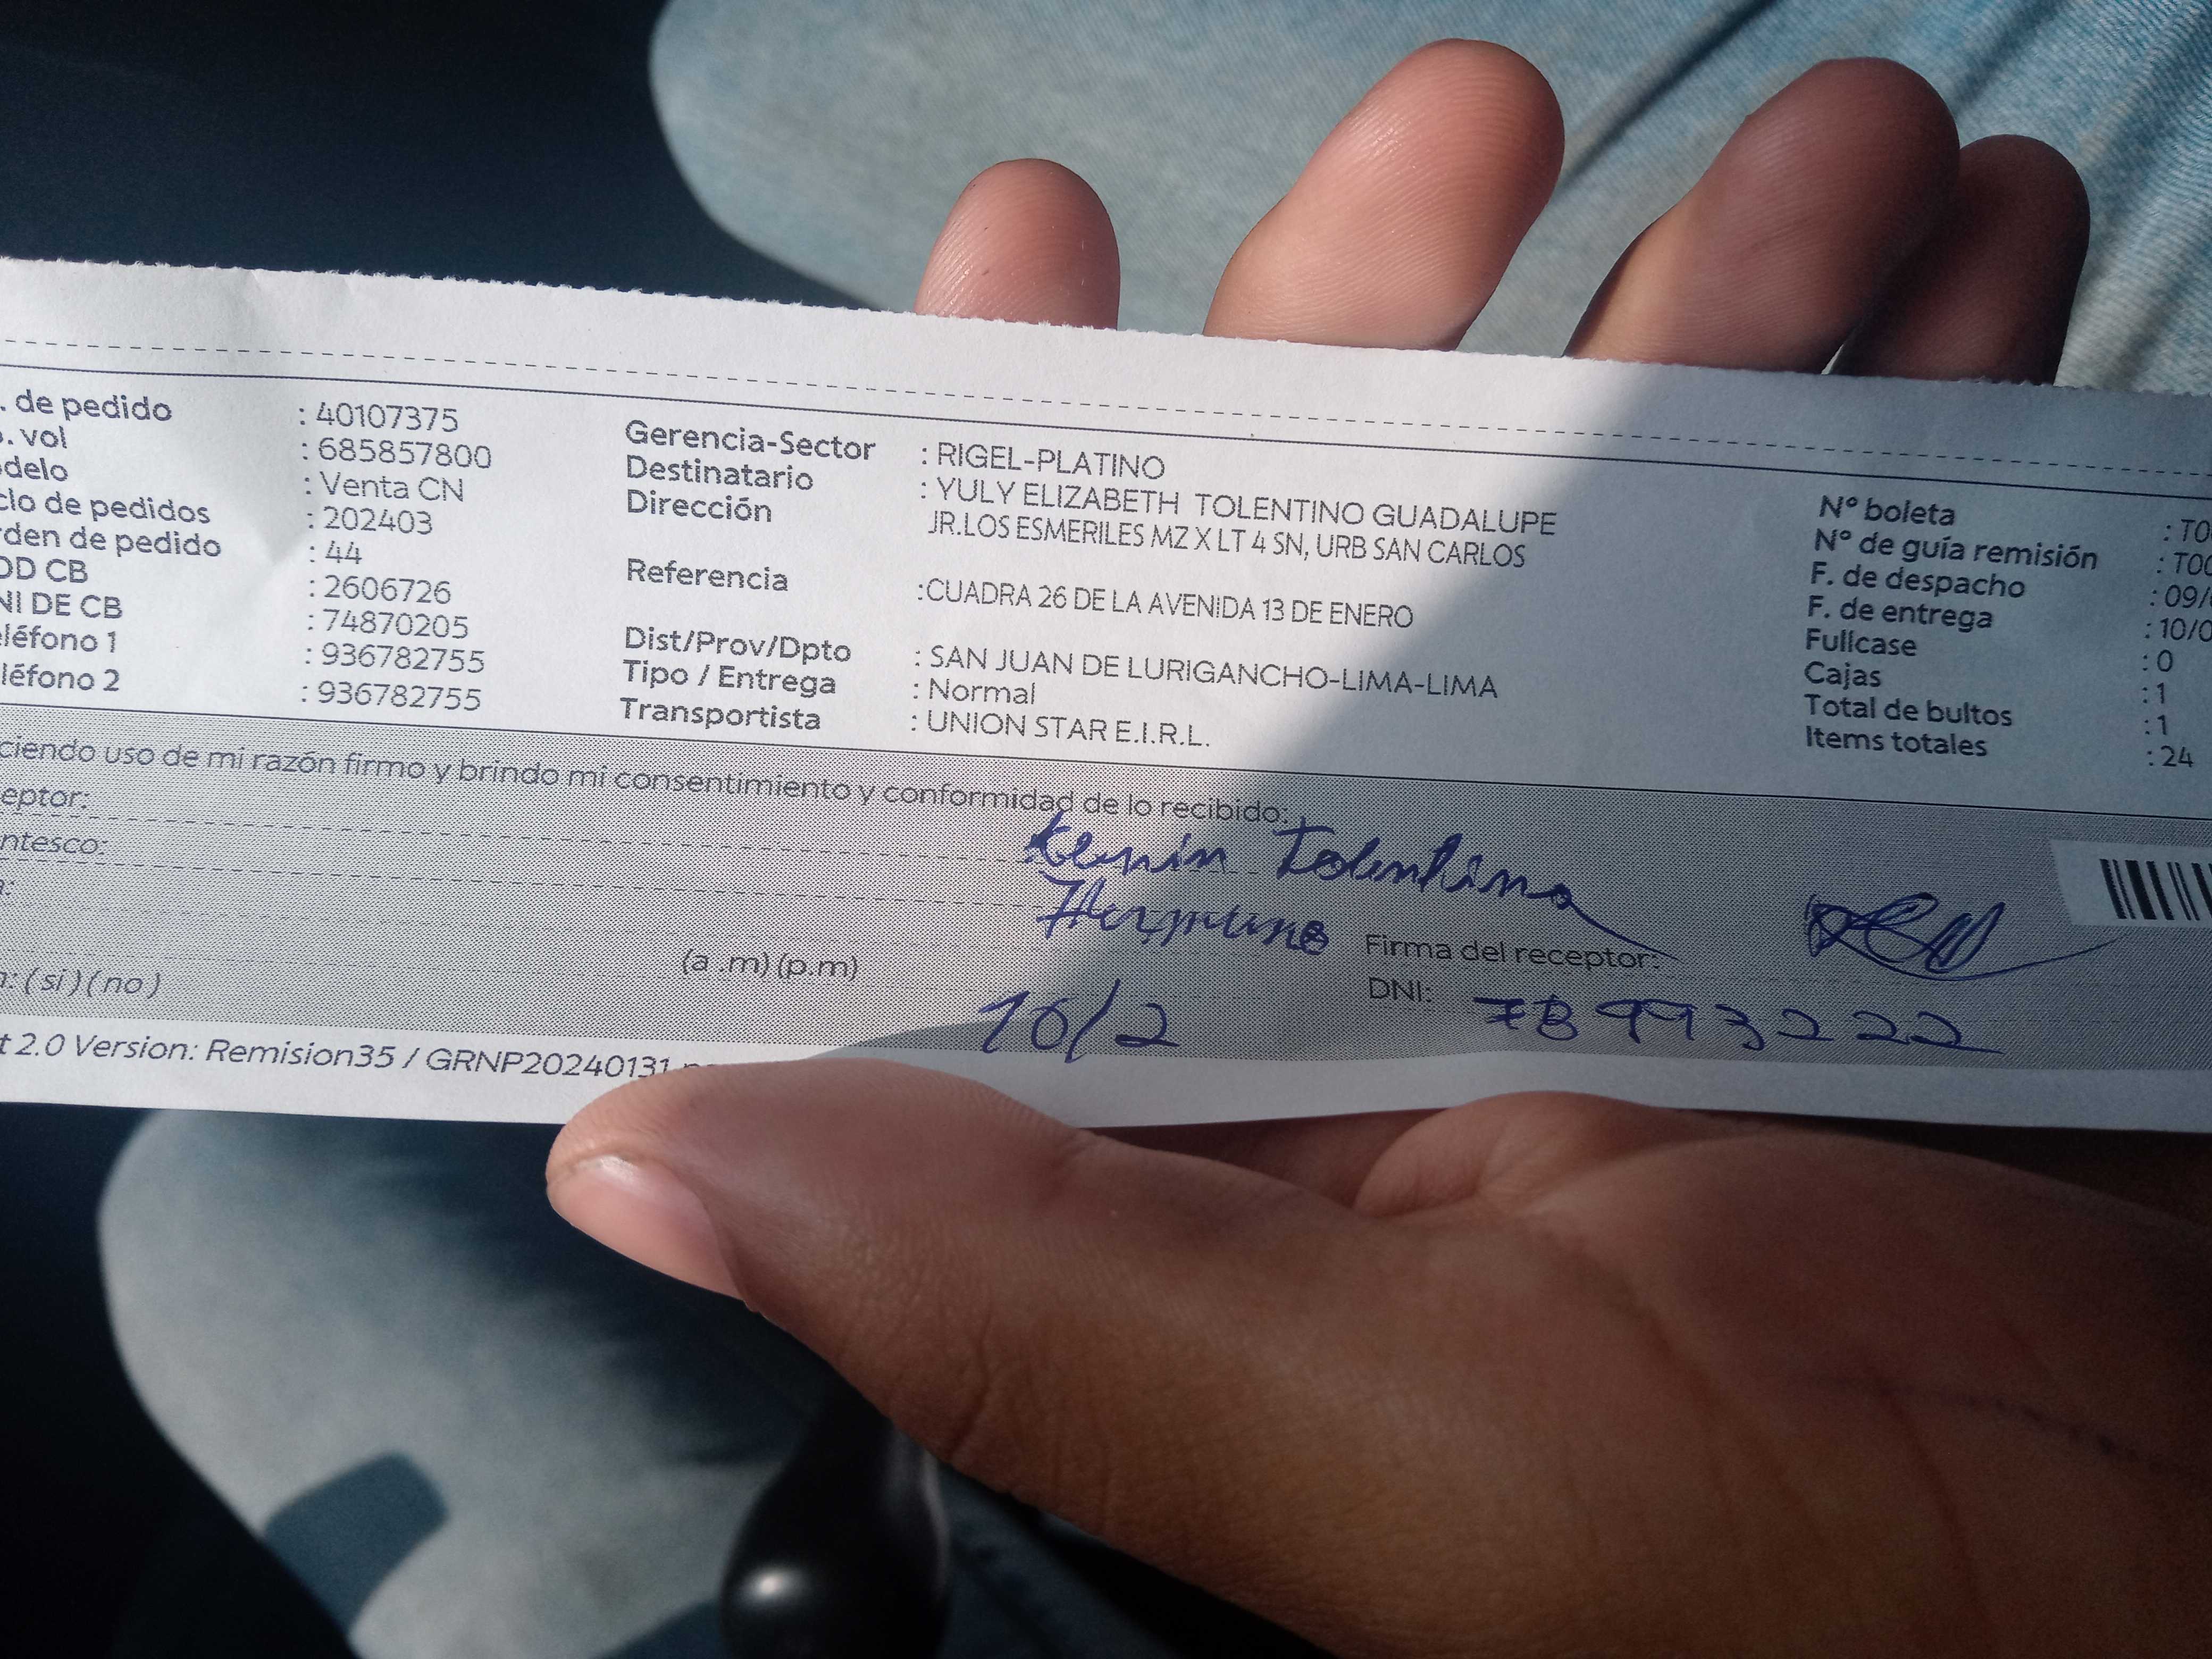 . de pedido : 40107375
. vol : 685857800
delo : Venta CN
clo de pedidos : 202403
rden de pedido : 44
OD CB : 2606726
NI DE CB : 74870205
eléfono 1 : 936782755
léfono 2 : 936782755
Gerencia-Sector : RIGEL-PLATINO
Destinatario : YULY ELIZABETH TOLENTINO GUADALUPE
Dirección JR.LOS ESMERILES MZ X LT 4 SN, URB SAN CARLOS
Referencia :CUADRA 26 DE LA AVENIDA 13 DE ENERO
Dist/Prov/Dpto : SAN JUAN DE LURIGANCHO-LIMA-LIMA
Tipo / Entrega : Normal
Transportista : UNION STAR E.I.R.L.
N° boleta : TO
N° de guía remisión : TOO
F. de despacho : 09/
F. de entrega : 10/0
Fullcase : 0
Cajas : 1
Total de bultos : 1
Items totales : 24
ciendo uso de mi razón firmo y brindo mi consentimiento y conformidad de lo recibido:
eptor: Tolentino
ntesco: Hermano
a:
(a .m) (p.m)
Firma del receptor:
n: ( si ) ( no ) 10/2
DNI:
t 2.0 Version: Remision35 / GRNP20240131